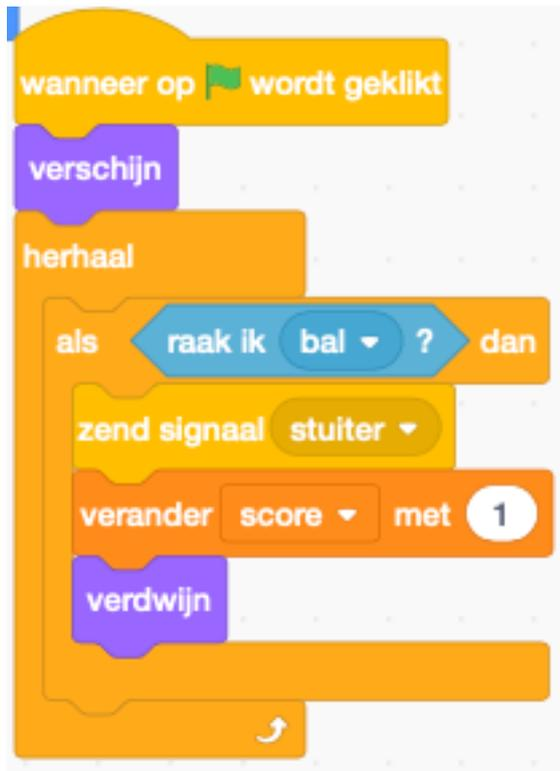 wanneer op wordt geklikt
verschijn
herhaal
als raak ik bal ? dan
zend signaal stuiter
verander score met 1
verdwijn